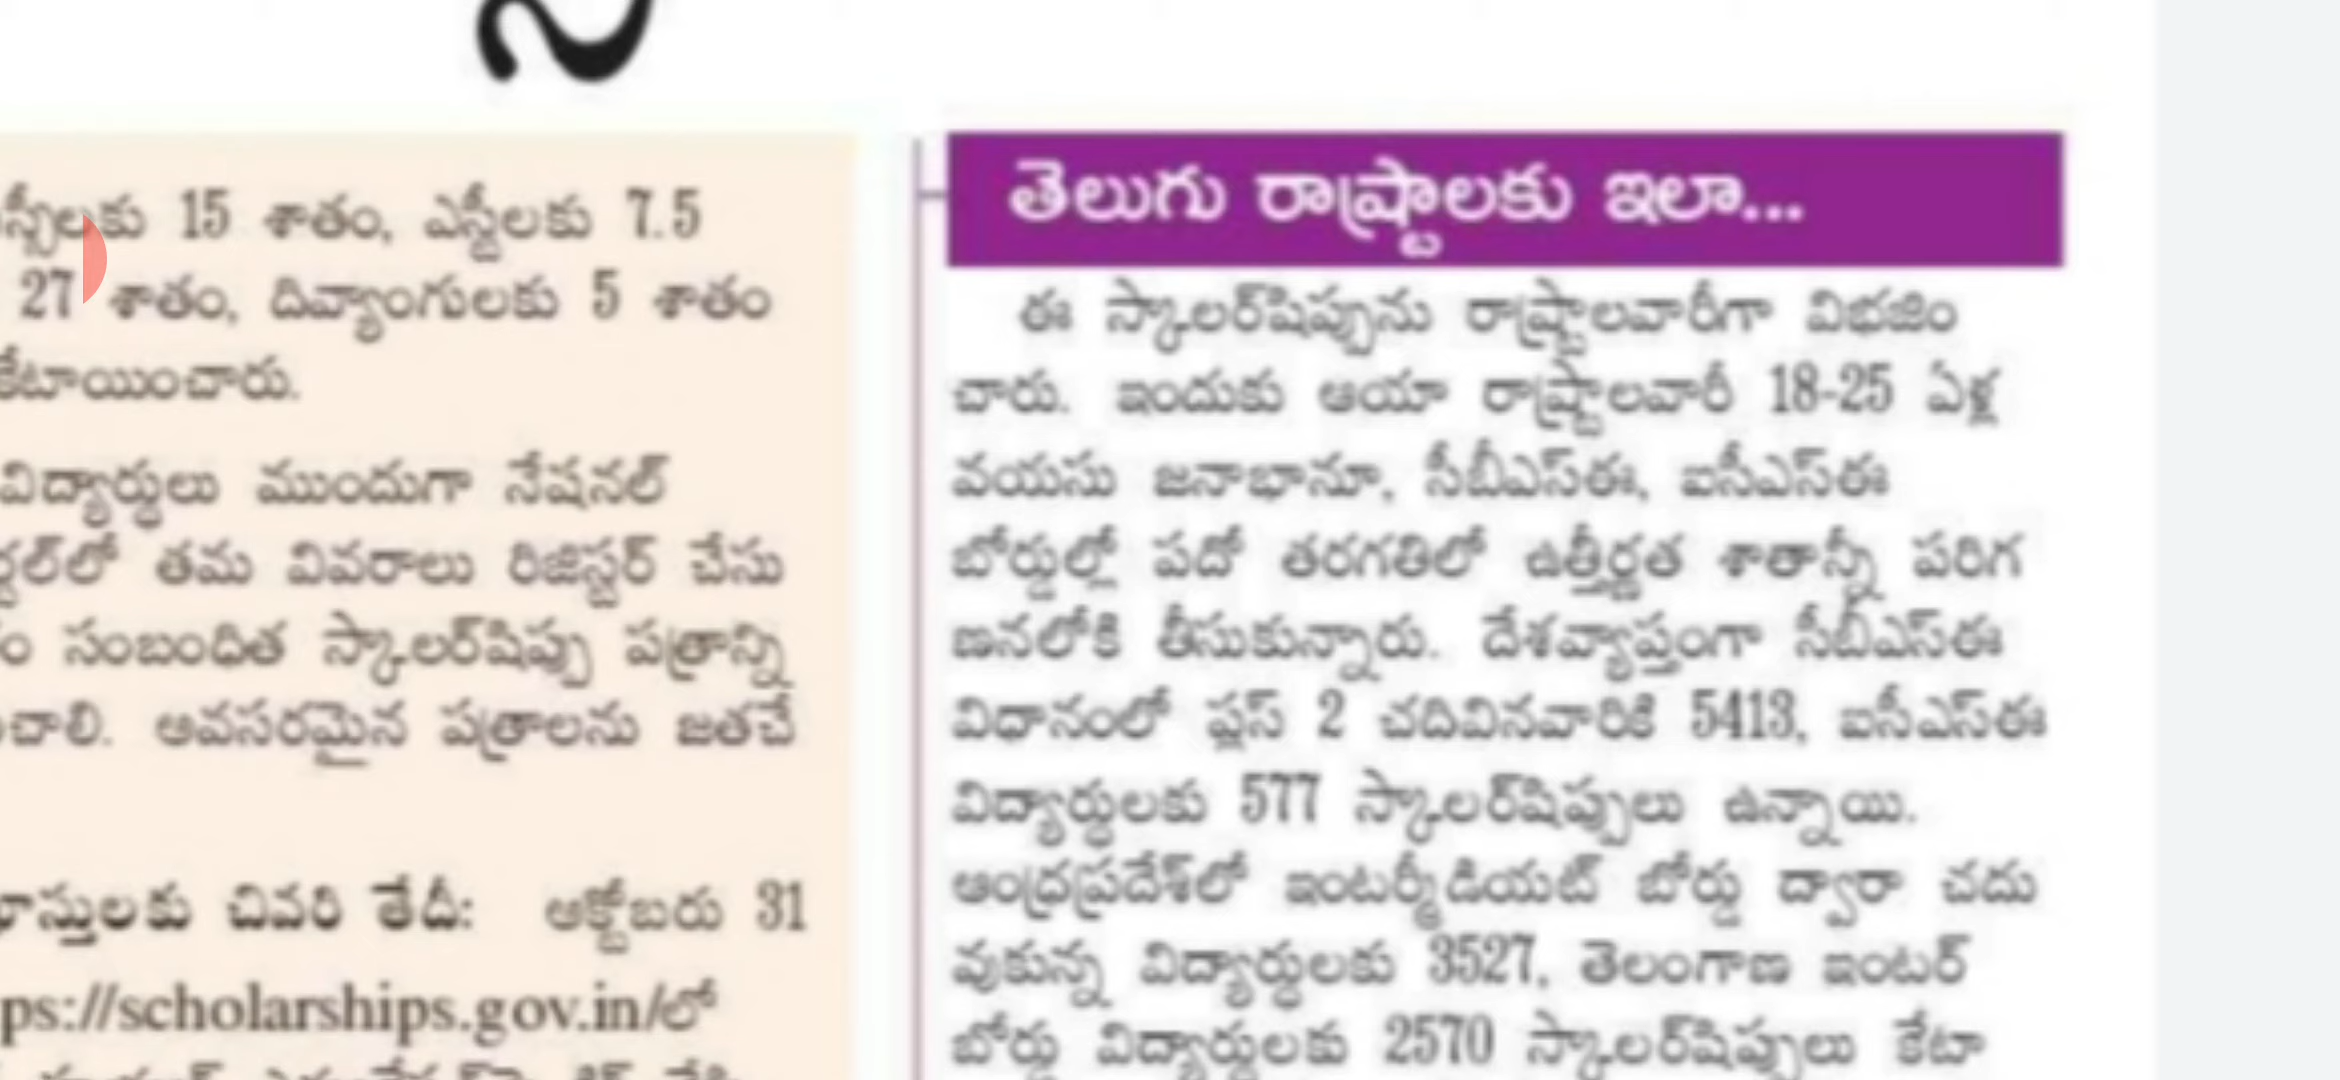 15 శాతం, ఎస్టీలకు 7.5
27 శాతం, దివ్యాంగులకు 5 శాతం
కేటాయించారు.
విద్యార్థులు ముందుగా నేషనల్
తమ వివరాలు రిజిస్టర్ చేసు
సంబంధిత స్కాలర్‌షిప్పు పత్రాన్ని
అవసరమైన పత్రాలను జతచే
చివరి తేదీ: అక్టోబరు 31
ps://scholarships.gov.in/లో
తెలుగు రాష్ట్రాలకు ఇలా...
ఈ స్కాలర్‌షిప్పును రాష్ట్రాలవారీగా విభజిం
చారు. ఇందుకు ఆయా రాష్ట్రాలవారీ 18-25 ఏళ్ల
వయసు జనాభానూ, సీబీఎస్ఈ, ఐసీఎస్ఈ
బోర్డుల్లో పదో తరగతిలో ఉత్తీర్ణత శాతాన్నీ పరిగ
ణనలోకి తీసుకున్నారు. దేశవ్యాప్తంగా సీబీఎస్ఈ
విధానంలో ప్లస్ 2 చదివినవారికి 5413, ఐసీఎస్ఈ
విద్యార్థులకు 577 స్కాలర్‌షిప్పులు ఉన్నాయి.
ఆంధ్రప్రదేశ్‌లో ఇంటర్మీడియట్ బోర్డు ద్వారా చదు
వుకున్న విద్యార్థులకు 3527, తెలంగాణ ఇంటర్
బోర్డు విద్యార్థులకు 2570 స్కాలర్‌షిప్పులు కేటా